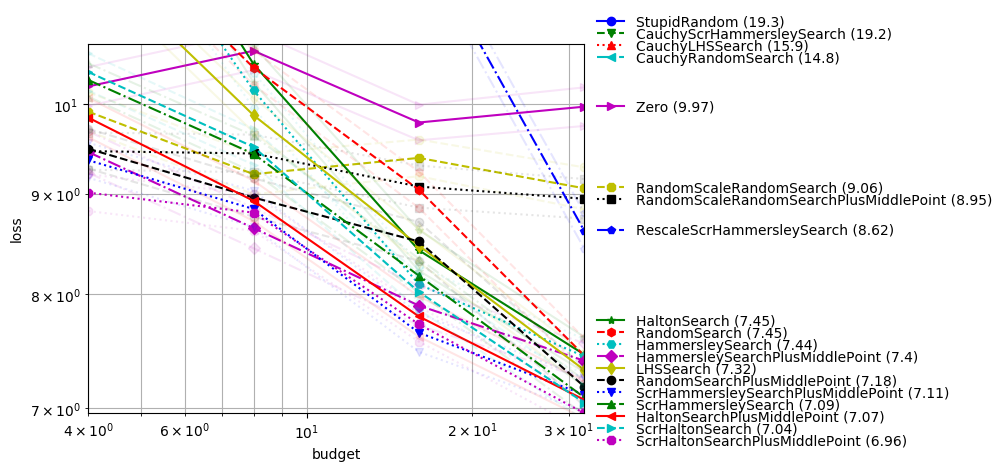 StupidRandom (19.3)
CauchyScrHammersleySearch (19.2)
CauchyLHSSearch (15.9)
CauchyRandomSearch (14.8)
Zero (9.97)
RandomScaleRandomSearch (9.06)
RandomScaleRandomSearchPlusMiddlePoint (8.95)
RescaleScrHammersleySearch (8.62)
HaltonSearch (7.45)
RandomSearch (7.45)
HammersleySearch (7.44)
HammersleySearchPlusMiddlePoint (7.4)
LHSSearch (7.32)
RandomSearchPlusMiddlePoint (7.18)
ScrHammersleySearchPlusMiddlePoint (7.11)
ScrHammersleySearch (7.09)
HaltonSearchPlusMiddlePoint (7.07)
ScrHaltonSearch (7.04)
ScrHaltonSearchPlusMiddlePoint (6.96)
loss
10¹
9 × 10⁰
8 × 10⁰
7 × 10⁰
4 × 10⁰ 6 × 10⁰ 10¹ 2 × 10¹ 3 × 10¹
budget